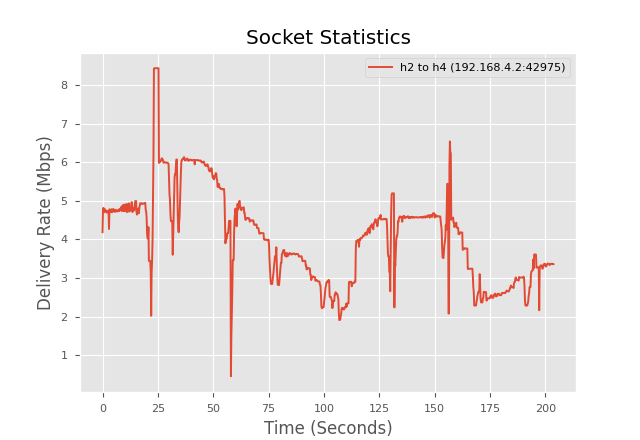 Socket Statistics
h2 to h4 (192.168.4.2:42975)
Delivery Rate (Mbps)
8
7
6
5
4
3
2
1
0 25 50 75 100 125 150 175 200
Time (Seconds)